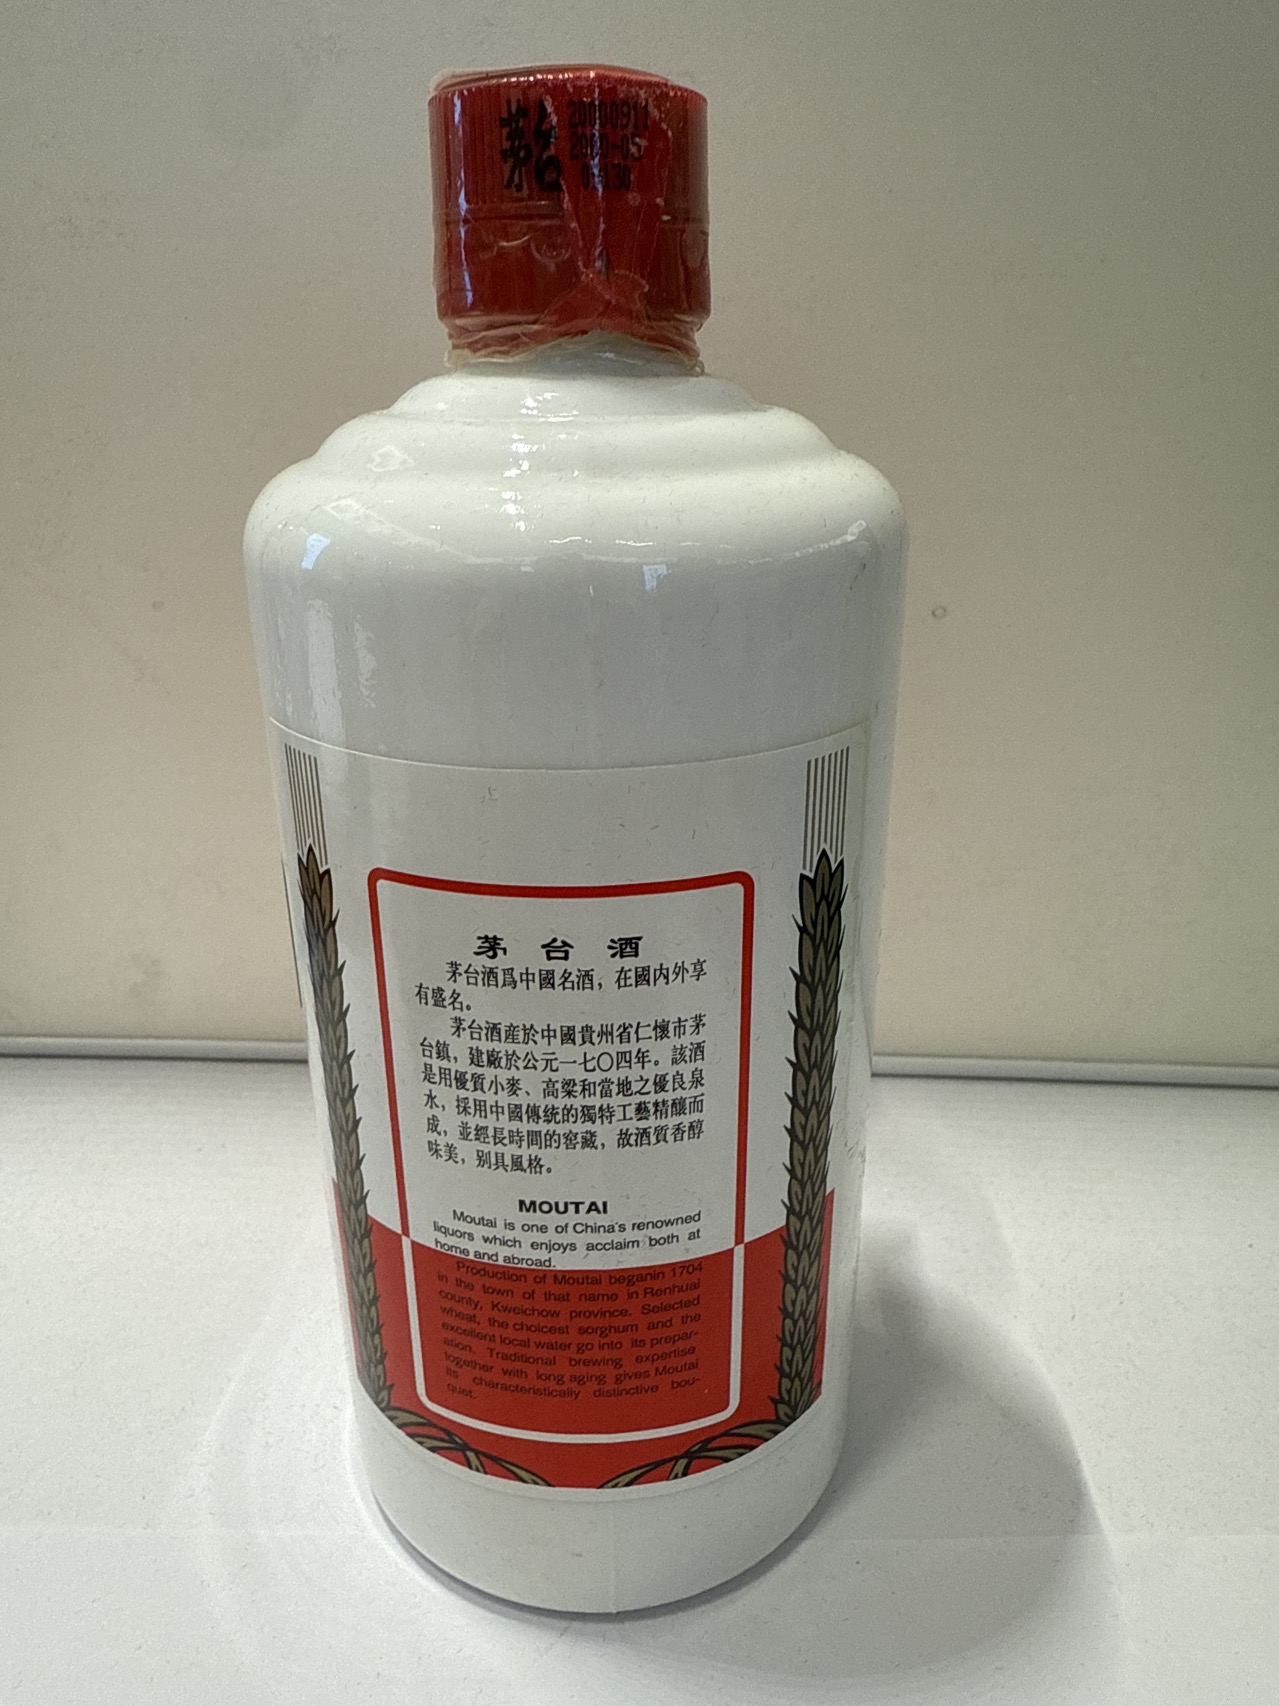 茅台
20000911
2000-05
茅台酒
茅台酒爲中國名酒，在國内外享
有盛名。
茅台酒産於中國貴州省仁懷市茅
台鎮，建廠於公元一七〇四年。該酒
是用優質小麥、高粱和當地之優良泉
水，採用中國傳統的獨特工藝精釀而
成，並經長時間的窖藏，故酒質香醇
味美，别具風格。
MOUTAI
Moutai is one of China's renowned
liquors which enjoys acclaim both at
home and abroad.
Production of Moutai beganin 1704
in the town of that name in Renhuai
county, Kweichow province. Selected
wheat, the choicest sorghum and the
excellent local water go into its prepar-
ation. Traditional brewing expertise
together with long aging gives Moutai
its characteristically distinctive bou-
quet.